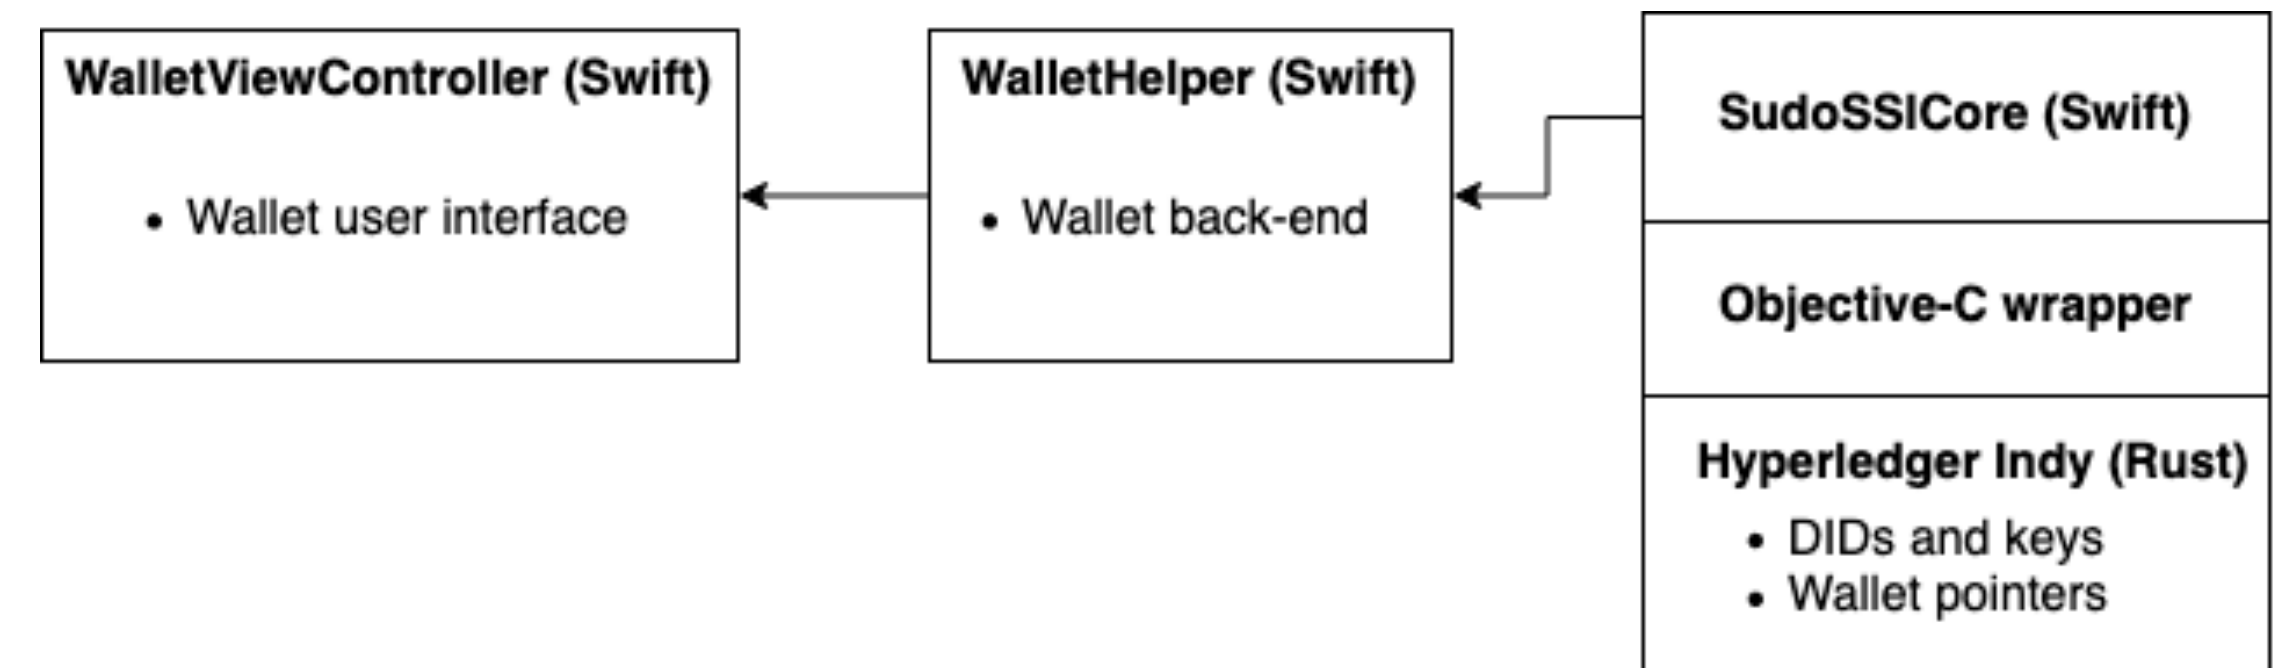 WalletViewController (Swift)
• Wallet user interface
WalletHelper (Swift)
• Wallet back-end
SudoSSICore (Swift)
Objective-C wrapper
Hyperledger Indy (Rust)
• DIDs and keys
• Wallet pointers